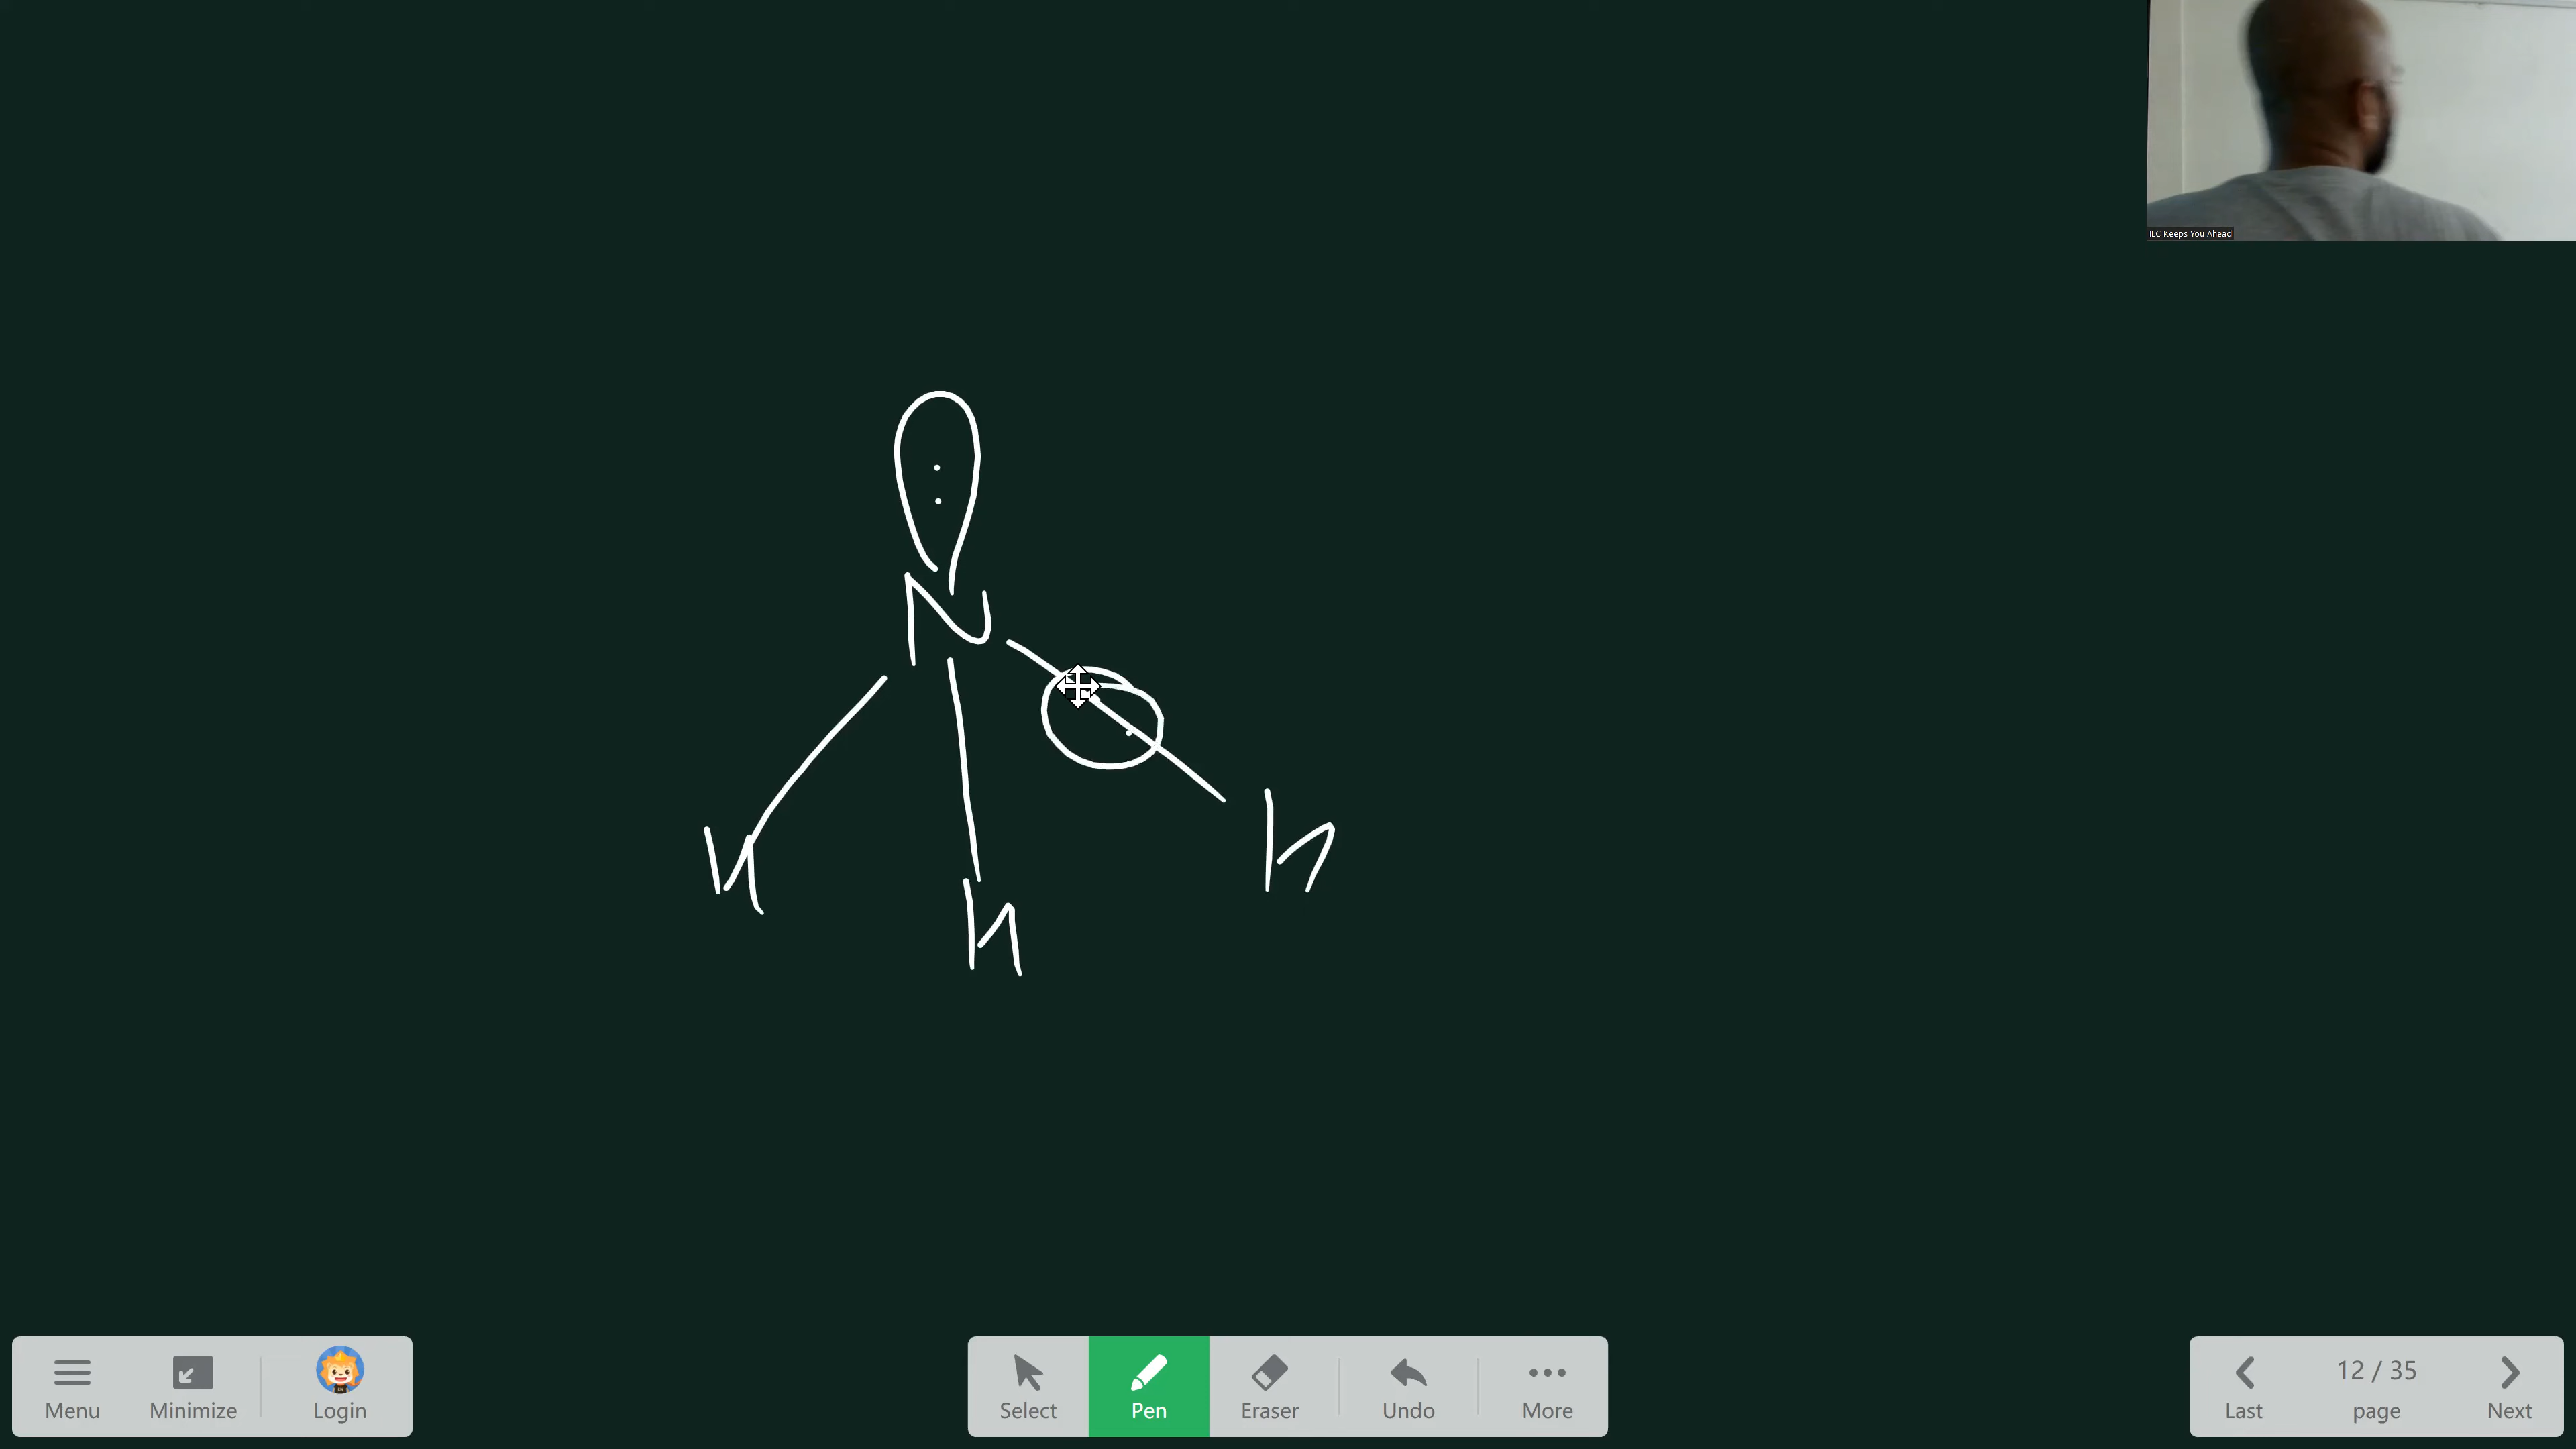 ILC Keeps You Ahead
N
H
H
H
Menu Minimize Login Select Pen Eraser Undo More Last 12 / 35 page Next